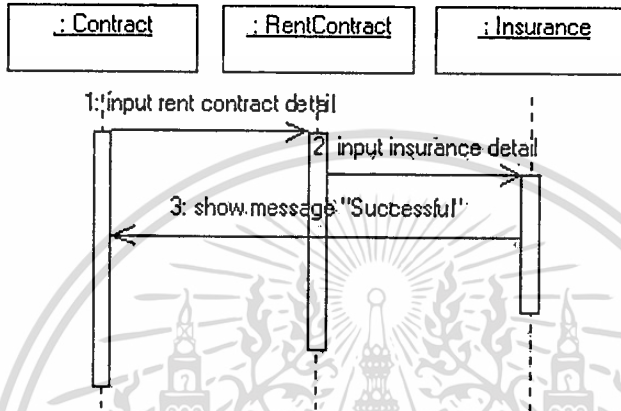 : Contract
: RentContract
: Insurance
1: input rent contract detail
2 input insurance detail
3: show message "Successful"